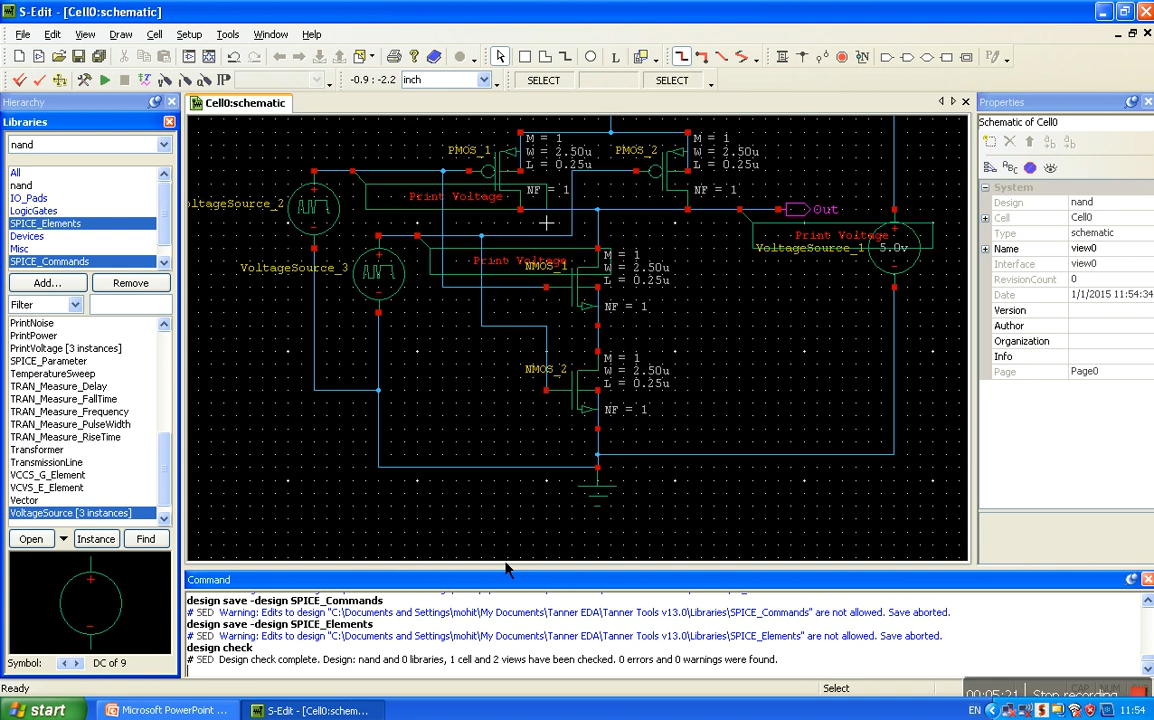 S-Edit - [Cell0:schematic]
File Edit View Draw Cell Setup Tools Window Help
-0.9 : -2.2 inch SELECT SELECT
Hierarchy
Libraries
nand
All
nand
IO_Pads
LogicGates
SPICE_Elements
Devices
Misc
SPICE_Commands
Add... Remove
Filter
PrintNoise
PrintPower
PrintVoltage [3 instances]
SPICE_Parameter
TemperatureSweep
TRAN_Measure_Delay
TRAN_Measure_FallTime
TRAN_Measure_Frequency
TRAN_Measure_PulseWidth
TRAN_Measure_RiseTime
Transformer
TransmissionLine
VCCS_G_Element
VCVS_E_Element
Vector
VoltageSource [3 instances]
Open Instance Find
Symbol: DC of 9
Cell0:schematic
PMOS_1
M = 1
W = 2.50u
L = 0.25u
NF = 1
PMOS_2
M = 1
W = 2.50u
L = 0.25u
NF = 1
Print Voltage
oltageSource_2
Out
Print Voltage
VoltageSource_1 5.0v
VoltageSource_3
Print Voltage
NMOS_1
M = 1
W = 2.50u
L = 0.25u
NF = 1
NMOS_2
M = 1
W = 2.50u
L = 0.25u
NF = 1
Properties
Schematic of Cell0
System
Design nand
Cell Cell0
Type schematic
Name view0
Interface view0
RevisionCount 0
Date 1/1/2015 11:54:34
Version
Author
Organization
Info
Page Page0
Command
design save -design SPICE_Commands
# SED Warning: Edits to design "C:\Documents and Settings\mohit\My Documents\Tanner EDA\Tanner Tools v13.0\Libraries\SPICE_Commands" are not allowed. Save aborted.
design save -design SPICE_Elements
# SED Warning: Edits to design "C:\Documents and Settings\mohit\My Documents\Tanner EDA\Tanner Tools v13.0\Libraries\SPICE_Elements" are not allowed. Save aborted.
design check
# SED Design check complete. Design: nand and 0 libraries, 1 cell and 2 views have been checked. 0 errors and 0 warnings were found.
Ready Select
00:05:21 Stop recording
start Microsoft PowerPoint ... S-Edit - [Cell0:schem... EN 11:54